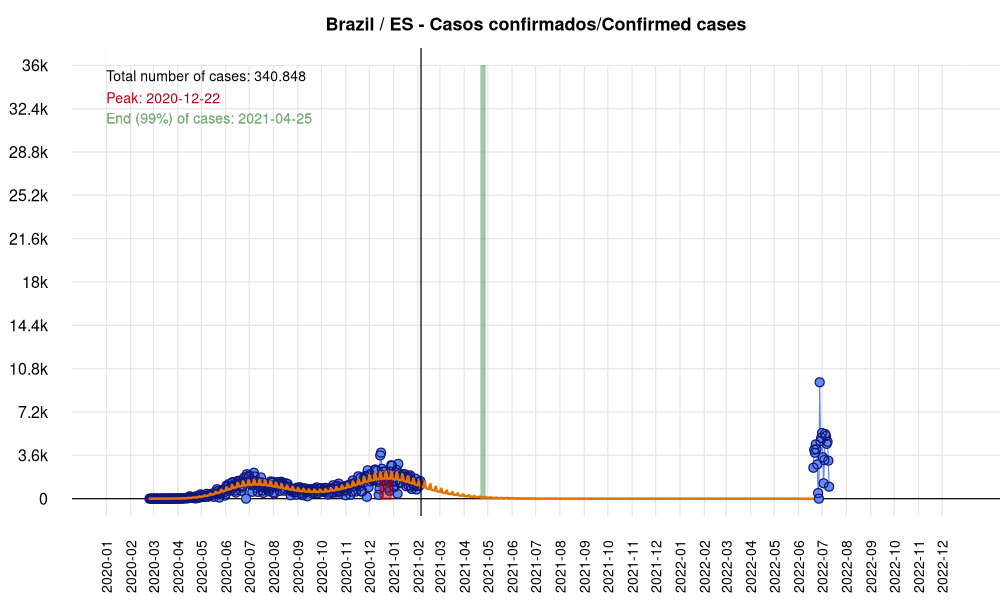 Brazil / ES - Casos confirmados/Confirmed cases
Total number of cases: 340.848
Peak: 2020-12-22
End (99%) of cases: 2021-04-25
36k
32.4k
28.8k
25.2k
21.6k
18k
14.4k
10.8k
7.2k
3.6k
0
2020-01
2020-02
2020-03
2020-04
2020-05
2020-06
2020-07
2020-08
2020-09
2020-10
2020-11
2020-12
2021-01
2021-02
2021-03
2021-04
2021-05
2021-06
2021-07
2021-08
2021-09
2021-10
2021-11
2021-12
2022-01
2022-02
2022-03
2022-04
2022-05
2022-06
2022-07
2022-08
2022-09
2022-10
2022-11
2022-12